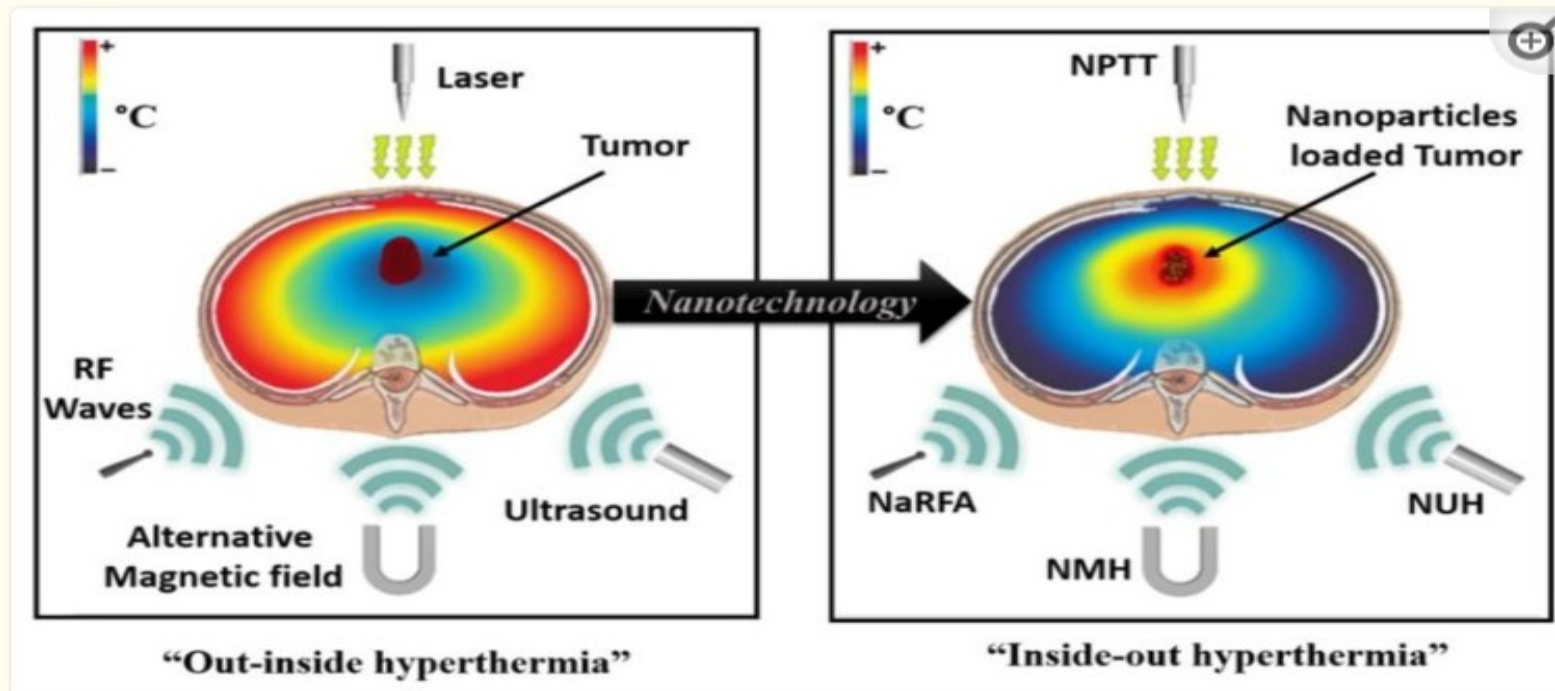 +
°C
–
Laser
Tumor
RF
Waves
Alternative
Magnetic field
Ultrasound
“Out-inside hyperthermia”
Nanotechnology
+
°C
–
NPTT
Nanoparticles
loaded Tumor
NaRFA
NMH
NUH
“Inside-out hyperthermia”